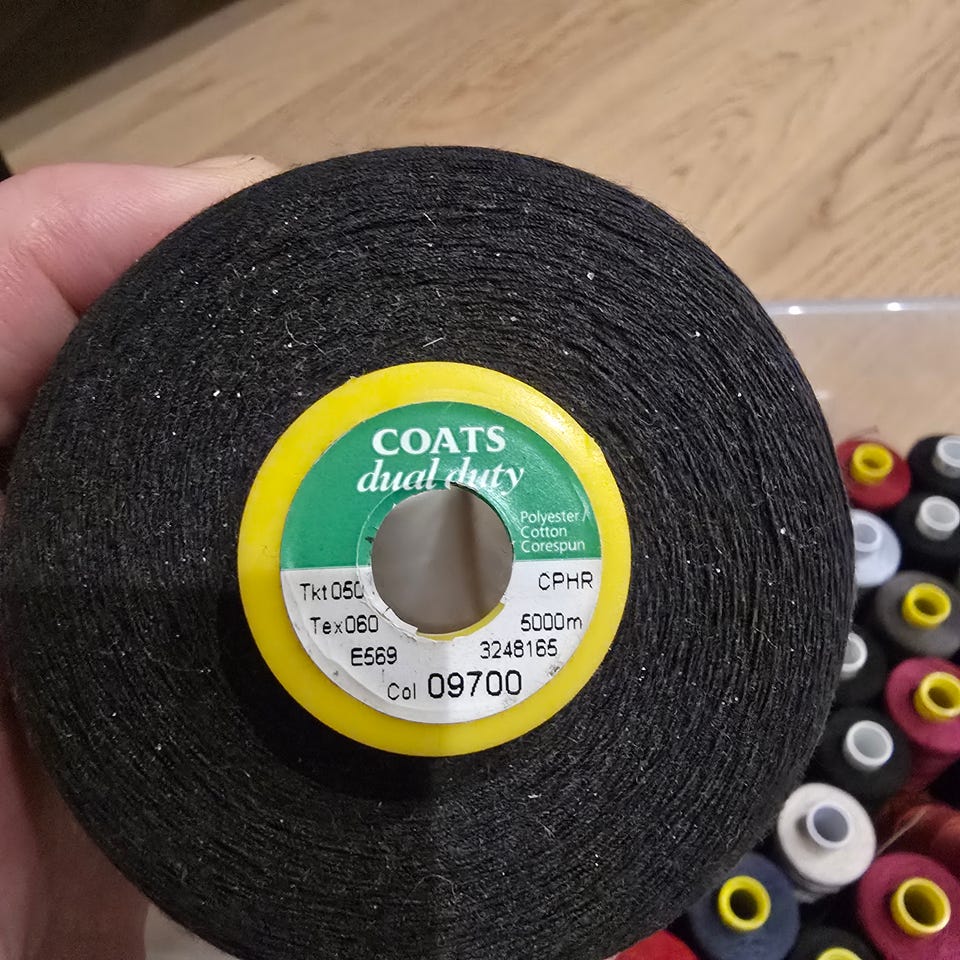 COATS
dual duty
Polyester/
Cotton
Corespun
Tkt 050 CPHR
Tex 060 5000m
E569 3248165
Col 09700